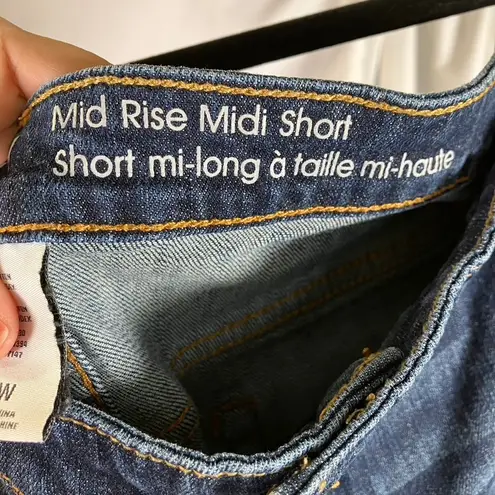 Mid Rise Midi Short
Short mi-long à taille mi-haute